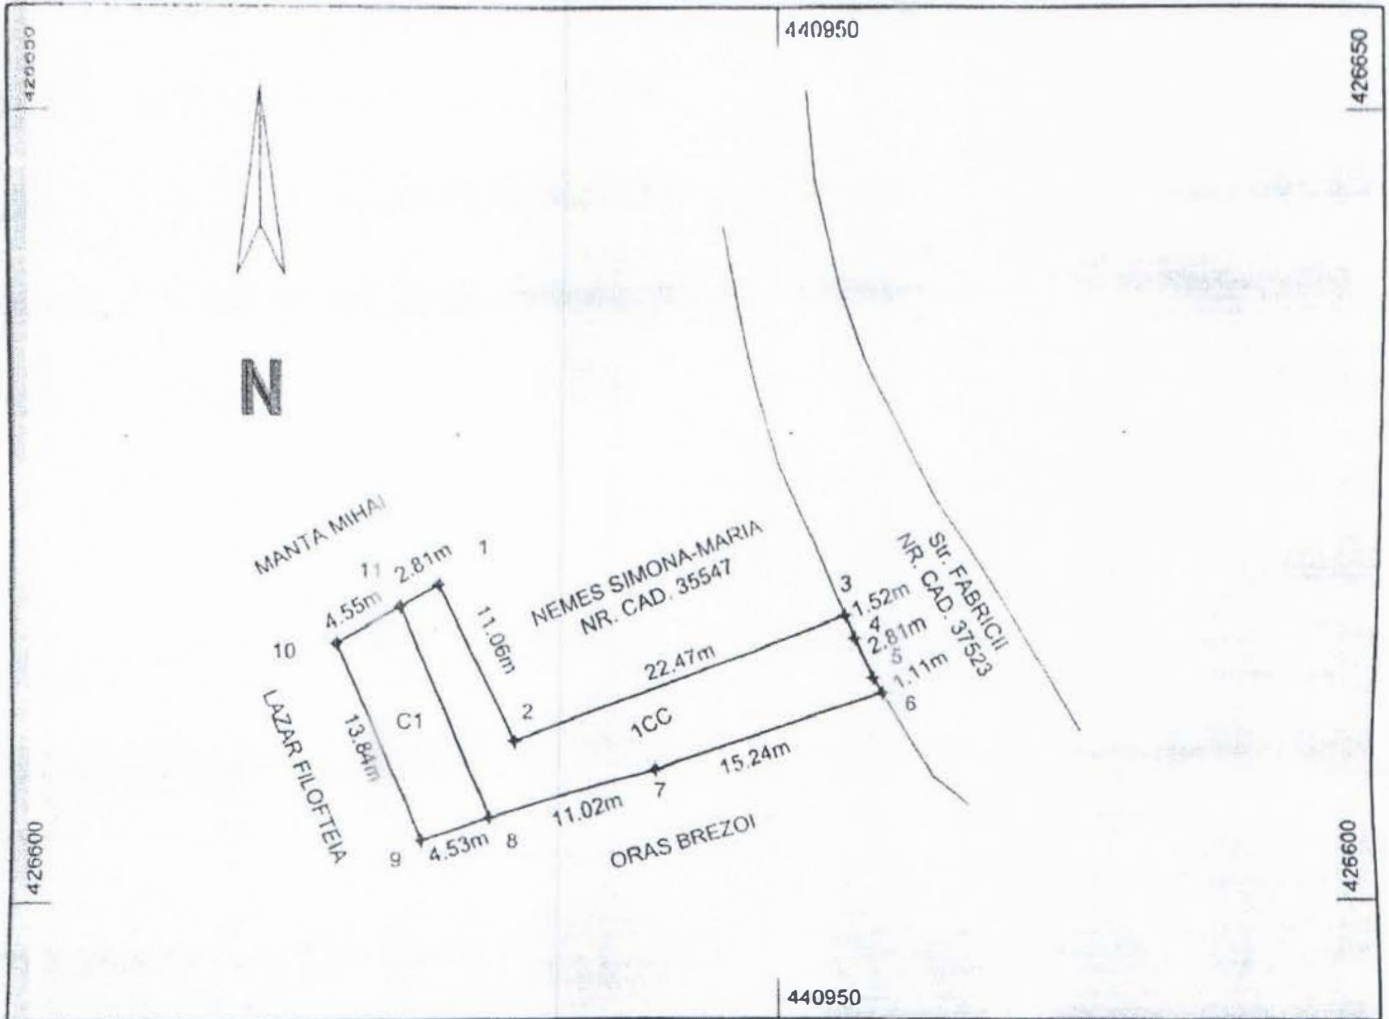 440950
426650
426650
N
MANTA MIHAI
11
2.81m
1
4.55m
10
11.06m
NEMES SIMONA-MARIA
NR. CAD. 35547
Str. FABRICII
NR. CAD. 37523
3
1.52m
4
2.81m
5
1.11m
6
22.47m
2
1CC
C1
13.84m
LAZAR FILOFTEIA
15.24m
7
11.02m
ORAS BREZOI
8
4.53m
9
426600
426600
440950